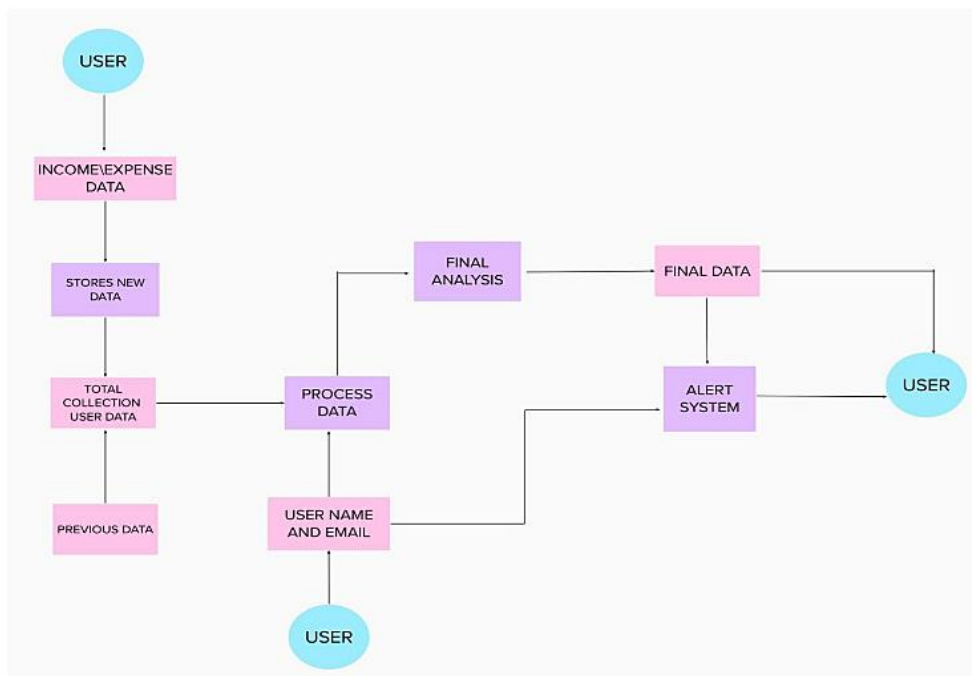 USER
INCOME\EXPENSE
DATA
STORES NEW
DATA
TOTAL
COLLECTION
USER DATA
PREVIOUS DATA
PROCESS
DATA
USER NAME
AND EMAIL
USER
FINAL
ANALYSIS
FINAL DATA
ALERT
SYSTEM
USER